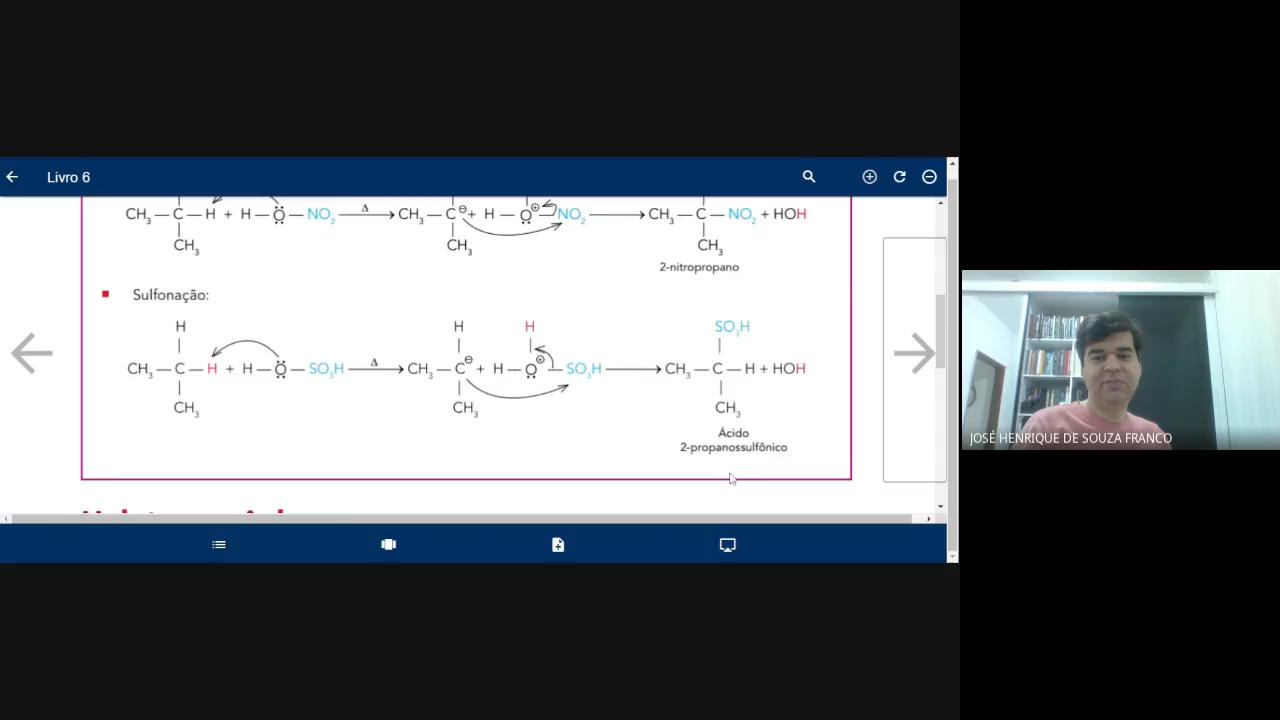 Livro 6
CH₃ — C — H + H — O — NO₂ Δ CH₃ — C ⊖ + H — O ⊕ — NO₂ CH₃ — C — NO₂ + HOH
CH₃ CH₃ CH₃
2-nitropropano
Sulfonação:
H H H SO₃H
CH₃ — C — H + H — O — SO₃H Δ CH₃ — C ⊖ + H — O ⊕ — SO₃H CH₃ — C — H + HOH
CH₃ CH₃ CH₃
Ácido
2-propanossulfônico
JOSÉ HENRIQUE DE SOUZA FRANCO